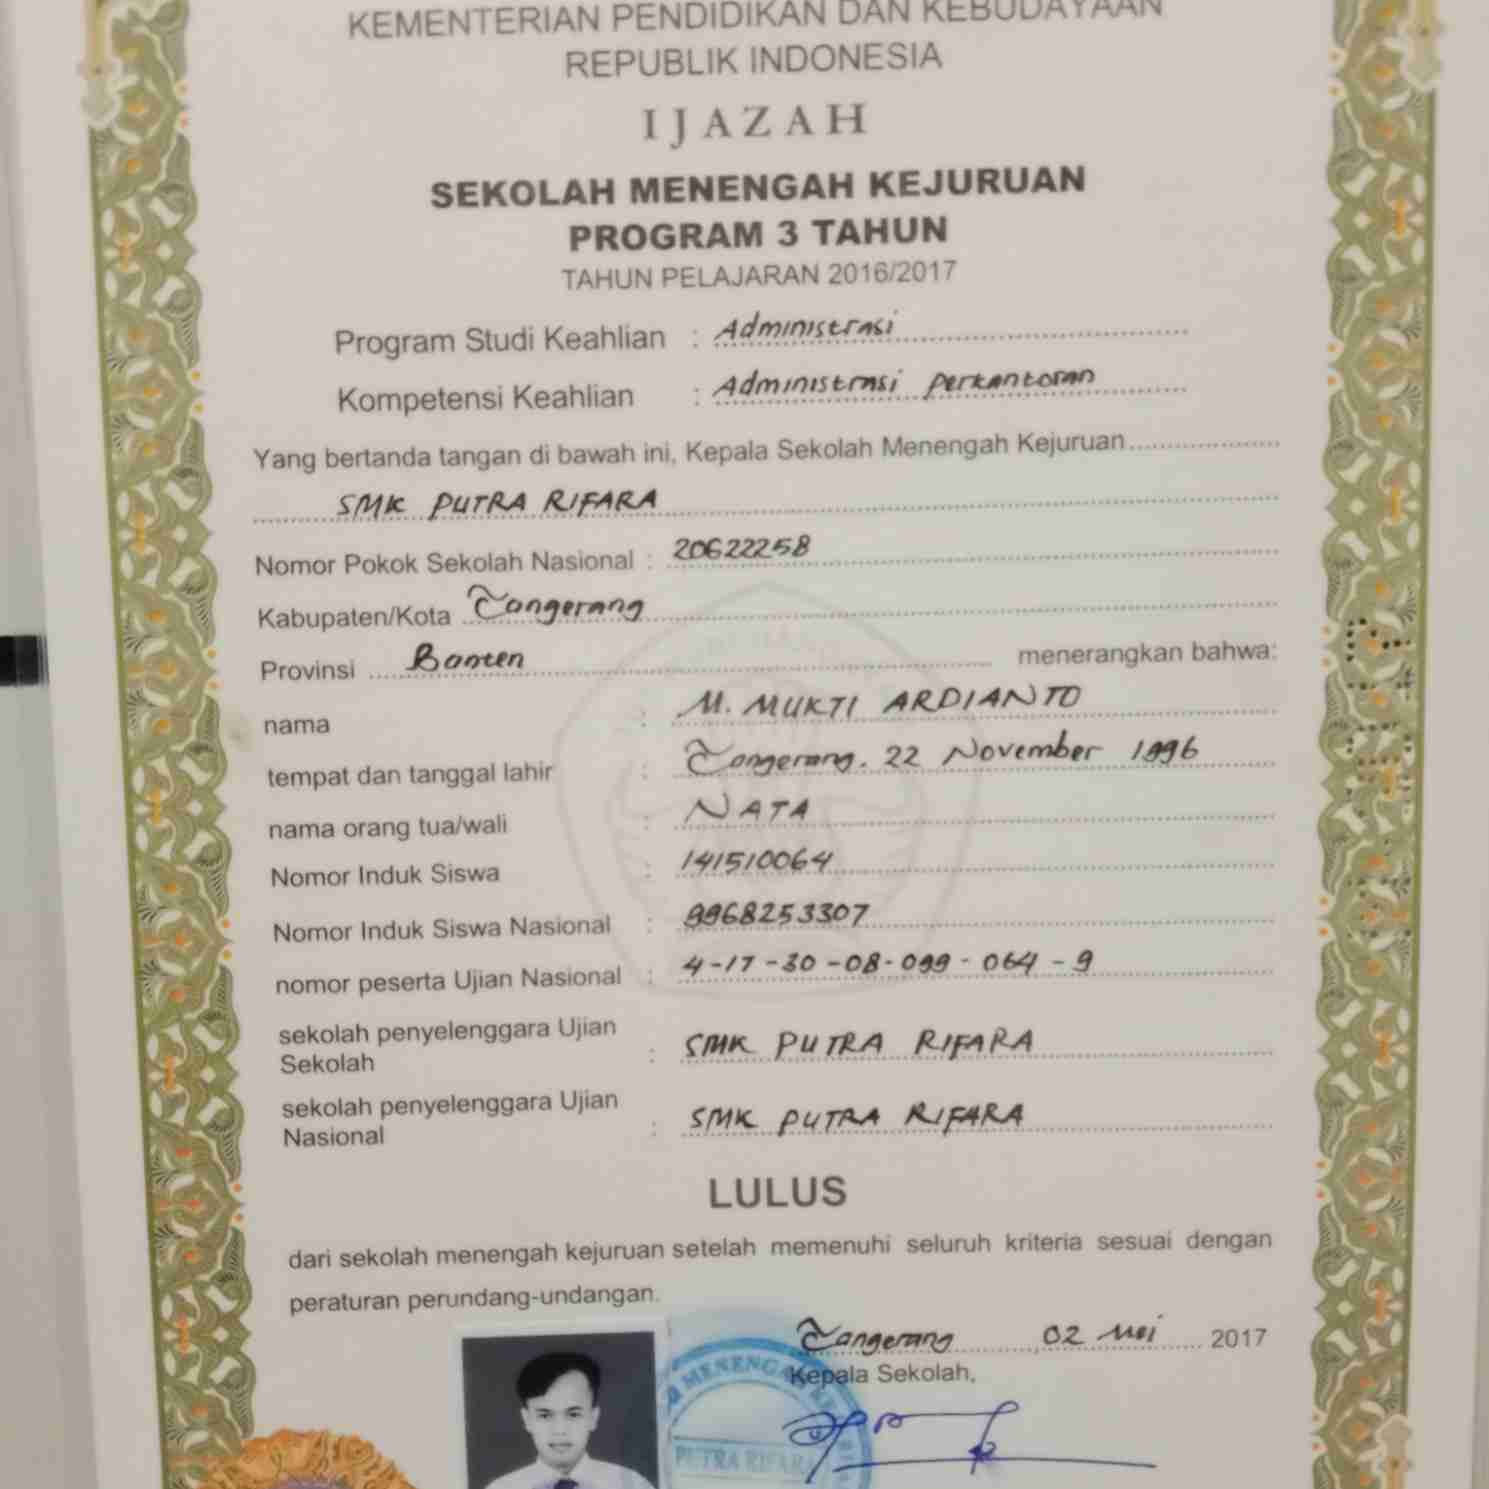 KEMENTERIAN PENDIDIKAN DAN KEBUDAYAAN
REPUBLIK INDONESIA
IJAZAH
SEKOLAH MENENGAH KEJURUAN
PROGRAM 3 TAHUN
TAHUN PELAJARAN 2016/2017
Program Studi Keahlian : Administrasi
Kompetensi Keahlian : Administrasi perkantoran
Yang bertanda tangan di bawah ini, Kepala Sekolah Menengah Kejuruan
SMK PUTRA RIFARA
Nomor Pokok Sekolah Nasional : 20622258
Kabupaten/Kota Tangerang
Provinsi Banten menerangkan bahwa:
nama : M. MUKTI ARDIANTO
tempat dan tanggal lahir : Tangerang. 22 November 1996
nama orang tua/wali : NATA
Nomor Induk Siswa : 141510064
Nomor Induk Siswa Nasional : 9968253307
nomor peserta Ujian Nasional : 4-17-30-08-099-064-9
sekolah penyelenggara Ujian
Sekolah : SMK PUTRA RIFARA
sekolah penyelenggara Ujian
Nasional : SMK PUTRA RIFARA
LULUS
dari sekolah menengah kejuruan setelah memenuhi seluruh kriteria sesuai dengan
peraturan perundang-undangan.
Tangerang, 02 Mei 2017
Kepala Sekolah,
MENENGAH
PUTRA RIFARA